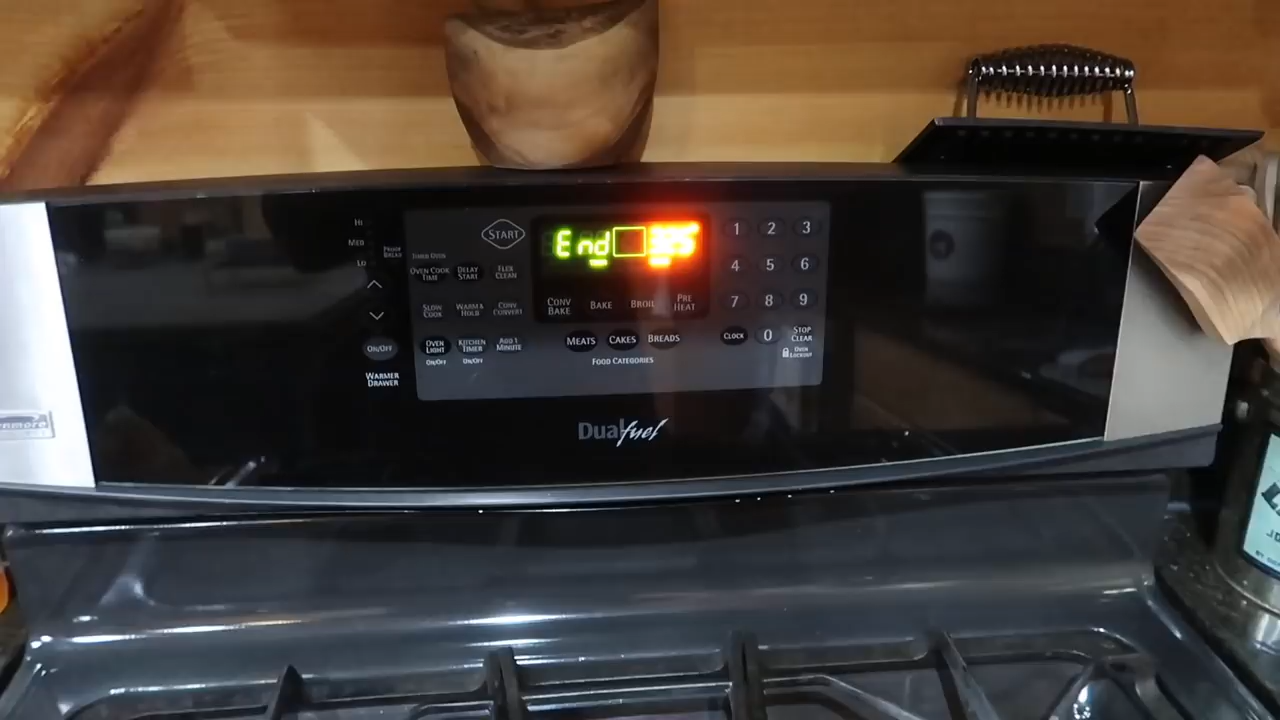 HI
MED
LO
PROOF BREAD
ON/OFF
WARMER
DRAWER
START
TIMED OVEN
OVEN COOK
TIME
DELAY
START
FLEX
CLEAN
SLOW
COOK
WARM &
HOLD
CONV
CONVERT
OVEN
LIGHT
ON/OFF
KITCHEN
TIMER
ON/OFF
ADD 1
MINUTE
End
CONV
BAKE
BAKE
BROIL
PRE
HEAT
MEATS
CAKES
BREADS
FOOD CATEGORIES
1 2 3
4 5 6
7 8 9
CLOCK
0
STOP
CLEAR
OVEN
LOCKOUT
Dualfuel